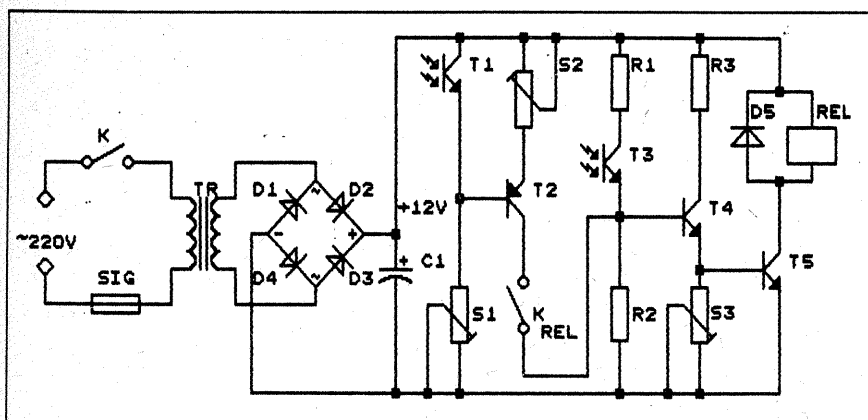 T1
S2
R1
R3
D5
REL
K
T3
TR
D1
D2
T2
T4
+12V
~
~220V
-
+
T5
SIG
D4
D3
+
C1
~
S1
K
REL
R2
S3